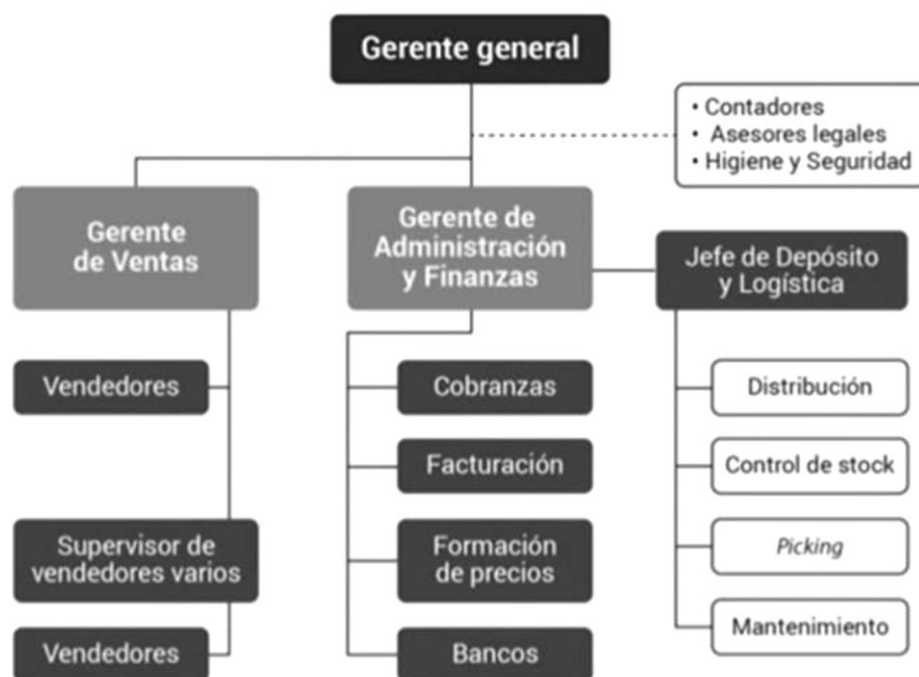 Gerente general
• Contadores
• Asesores legales
• Higiene y Seguridad
Gerente
de Ventas
Gerente de
Administración
y Finanzas
Jefe de Depósito
y Logística
Vendedores
Cobranzas
Distribución
Facturación
Control de stock
Supervisor de
vendedores varios
Formación
de precios
Picking
Vendedores
Bancos
Mantenimiento